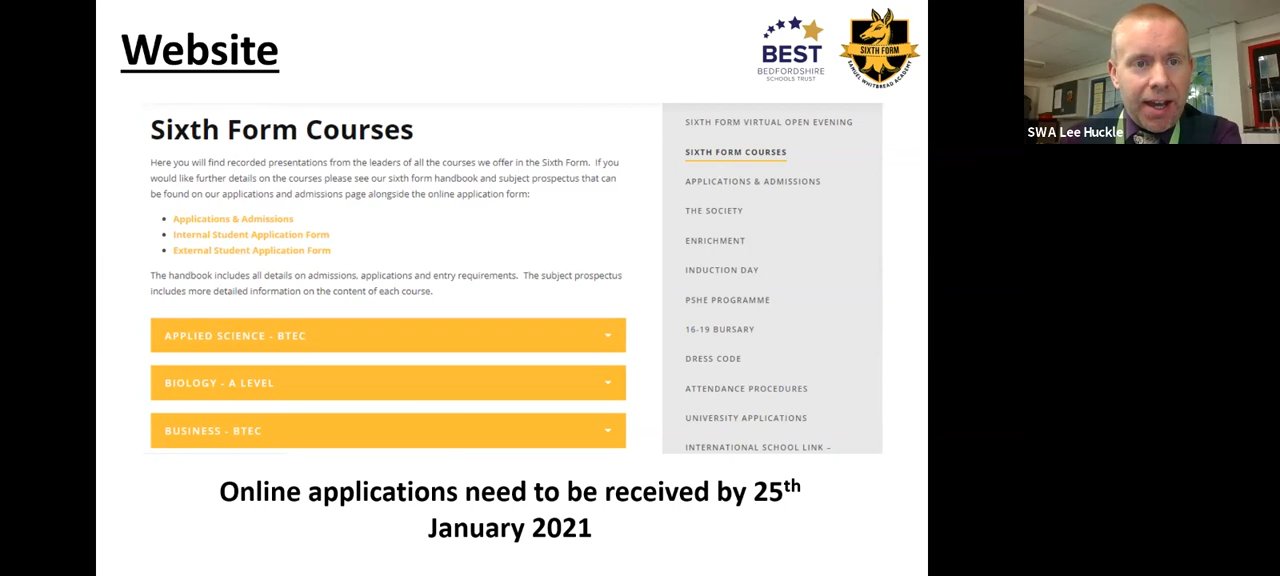 Website
BEST
BEDFORDSHIRE
SCHOOLS TRUST
SIXTH FORM
SAMUEL WHITBREAD ACADEMY
SWA Lee Huckle
Sixth Form Courses
Here you will find recorded presentations from the leaders of all the courses we offer in the Sixth Form. If you
would like further details on the courses please see our sixth form handbook and subject prospectus that can
be found on our applications and admissions page alongside the online application form:
• Applications & Admissions
• Internal Student Application Form
• External Student Application Form
The handbook includes all details on admissions, applications and entry requirements. The subject prospectus
includes more detailed information on the content of each course.
APPLIED SCIENCE - BTEC
BIOLOGY - A LEVEL
BUSINESS - BTEC
SIXTH FORM VIRTUAL OPEN EVENING
SIXTH FORM COURSES
APPLICATIONS & ADMISSIONS
THE SOCIETY
ENRICHMENT
INDUCTION DAY
PSHE PROGRAMME
16-19 BURSARY
DRESS CODE
ATTENDANCE PROCEDURES
UNIVERSITY APPLICATIONS
INTERNATIONAL SCHOOL LINK –
Online applications need to be received by 25th
January 2021